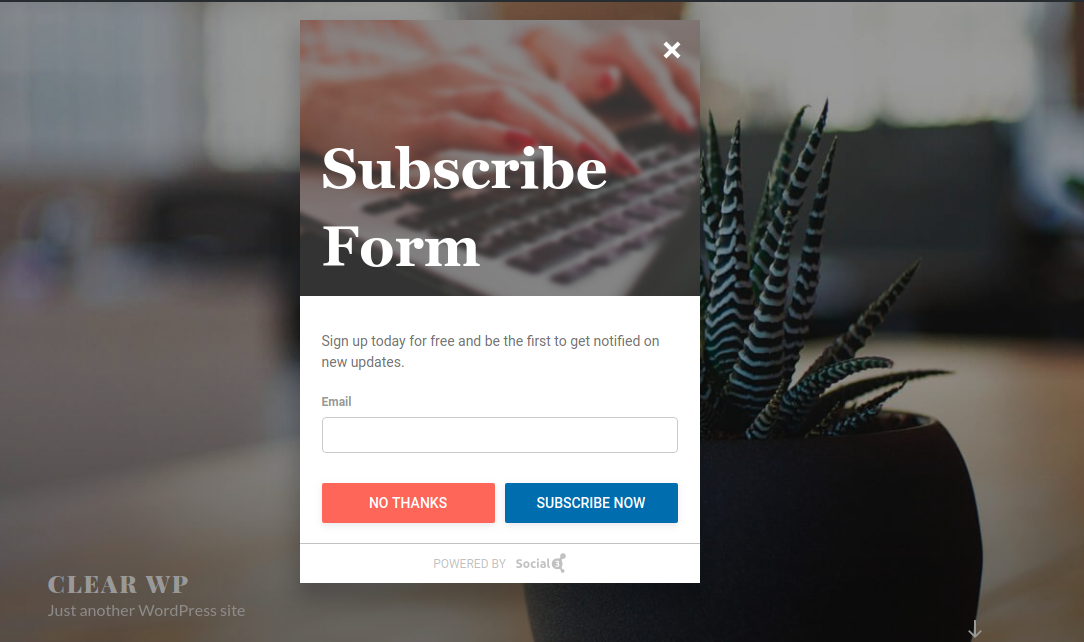 Subscribe
Form
Sign up today for free and be the first to get notified on
new updates.
Email
NO THANKS
SUBSCRIBE NOW
POWERED BY Social3
CLEAR WP
Just another WordPress site